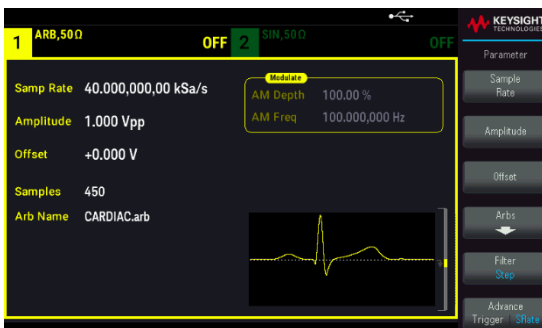 1 ARB,50Ω OFF 2 SIN,50Ω OFF
KEYSIGHT
TECHNOLOGIES
Parameter
Samp Rate 40.000,000,00 kSa/s
Amplitude 1.000 Vpp
Offset +0.000 V
Samples 450
Arb Name CARDIAC.arb
Modulate
AM Depth 100.00 %
AM Freq 100.000,000 Hz
Sample
Rate
Amplitude
Offset
Arbs
Filter
Step
Advance
Trigger SRate